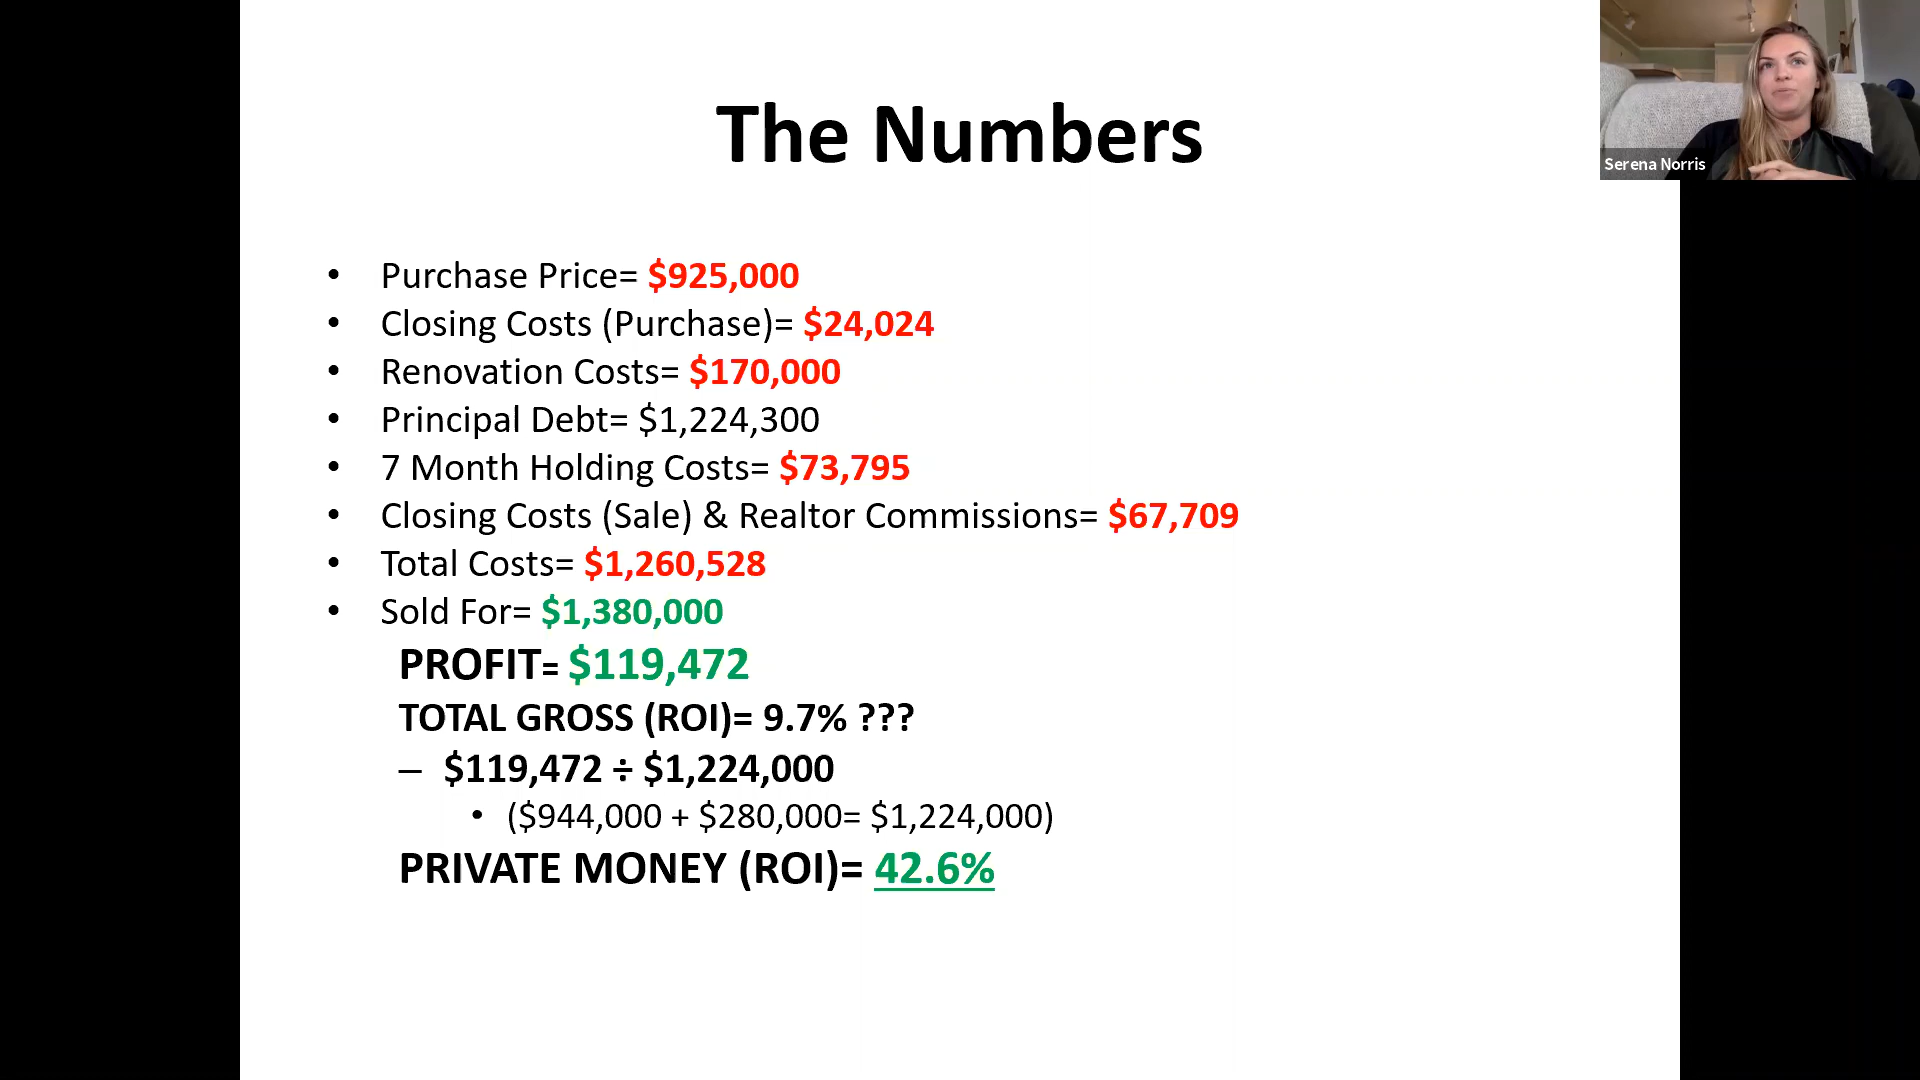 The Numbers
Serena Norris
• Purchase Price= $925,000
• Closing Costs (Purchase)= $24,024
• Renovation Costs= $170,000
• Principal Debt= $1,224,300
• 7 Month Holding Costs= $73,795
• Closing Costs (Sale) & Realtor Commissions= $67,709
• Total Costs= $1,260,528
• Sold For= $1,380,000
PROFIT= $119,472
TOTAL GROSS (ROI)= 9.7% ???
– $119,472 ÷ $1,224,000
• ($944,000 + $280,000= $1,224,000)
PRIVATE MONEY (ROI)= 42.6%